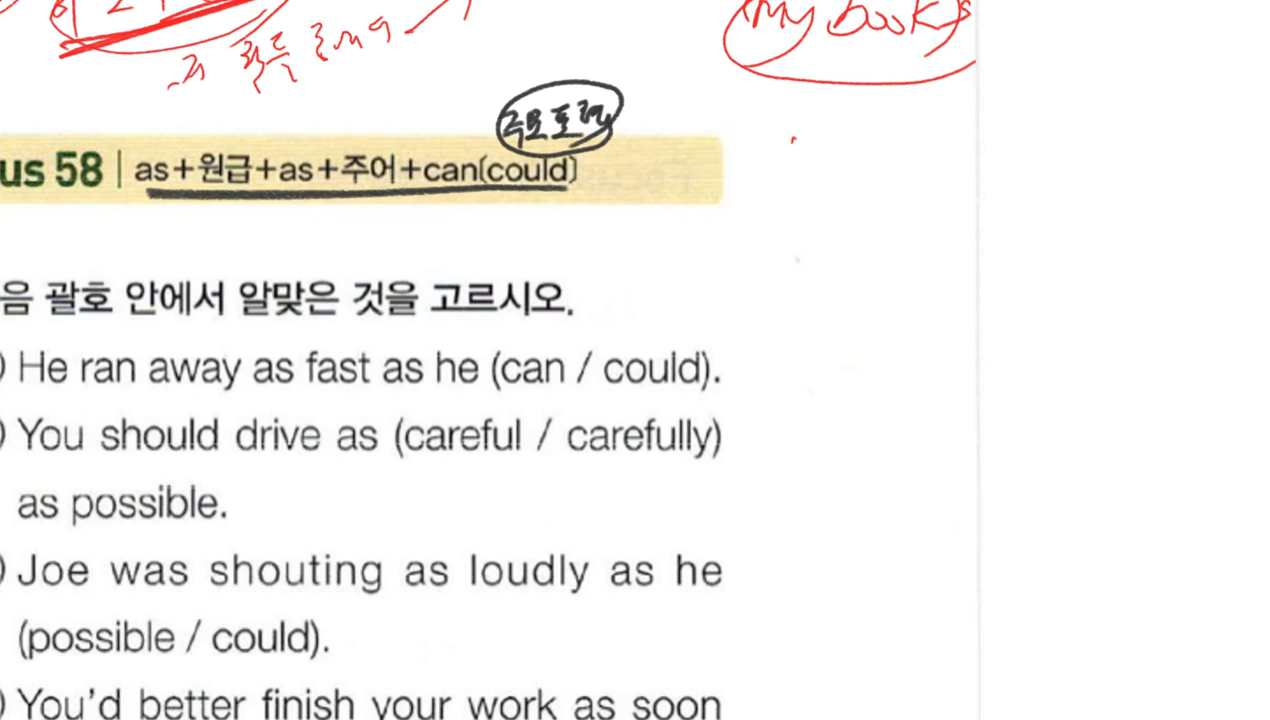 my books
us 58 | as+원급+as+주어+can(could)
음 괄호 안에서 알맞은 것을 고르시오.
) He ran away as fast as he (can / could).
) You should drive as (careful / carefully)
as possible.
) Joe was shouting as loudly as he
(possible / could).
) You'd better finish your work as soon